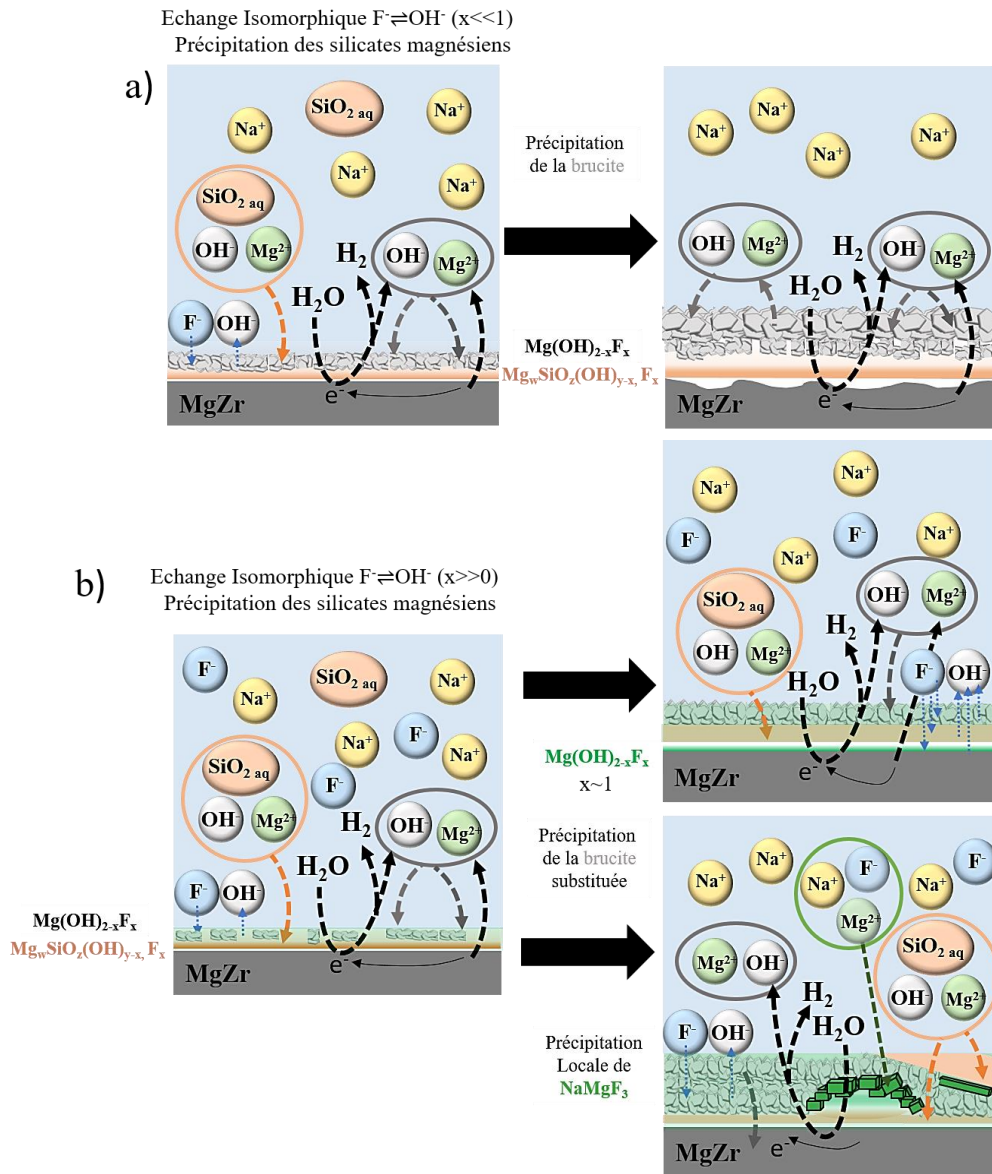 Echange Isomorphique F⁻⇌OH⁻ (x<<1)
Précipitation des silicates magnésiens
a)
SiO₂ aq
Na⁺
Na⁺
Na⁺
Na⁺
SiO₂ aq
OH⁻
Mg²⁺
F⁻
OH⁻
H₂O
H₂
OH⁻
Mg²⁺
e⁻
MgZr
Précipitation
de la brucite
Mg(OH)₂₋ₓFₓ
Mg_wSiO_z(OH)_y-x, Fₓ
Na⁺
Na⁺
Na⁺
Na⁺
OH⁻
Mg²⁺
H₂O
H₂
OH⁻
Mg²⁺
e⁻
MgZr
b)
Echange Isomorphique F⁻⇌OH⁻ (x>>0)
Précipitation des silicates magnésiens
F⁻
Na⁺
SiO₂ aq
Na⁺
Na⁺
F⁻
Na⁺
F⁻
SiO₂ aq
OH⁻
Mg²⁺
F⁻
OH⁻
H₂O
H₂
OH⁻
Mg²⁺
e⁻
MgZr
Mg(OH)₂₋ₓFₓ
Mg_wSiO_z(OH)_y-x, Fₓ
Mg(OH)₂₋ₓFₓ
x~1
Na⁺
Na⁺
F⁻
F⁻
Na⁺
Na⁺
SiO₂ aq
OH⁻
Mg²⁺
H₂O
H₂
OH⁻
Mg²⁺
F⁻
OH⁻
e⁻
MgZr
Précipitation
de la brucite
substituée
Précipitation
Locale de
NaMgF₃
Na⁺
Na⁺
F⁻
Mg²⁺
Na⁺
F⁻
Mg²⁺
OH⁻
SiO₂ aq
OH⁻
Mg²⁺
F⁻
OH⁻
H₂
H₂O
e⁻
MgZr